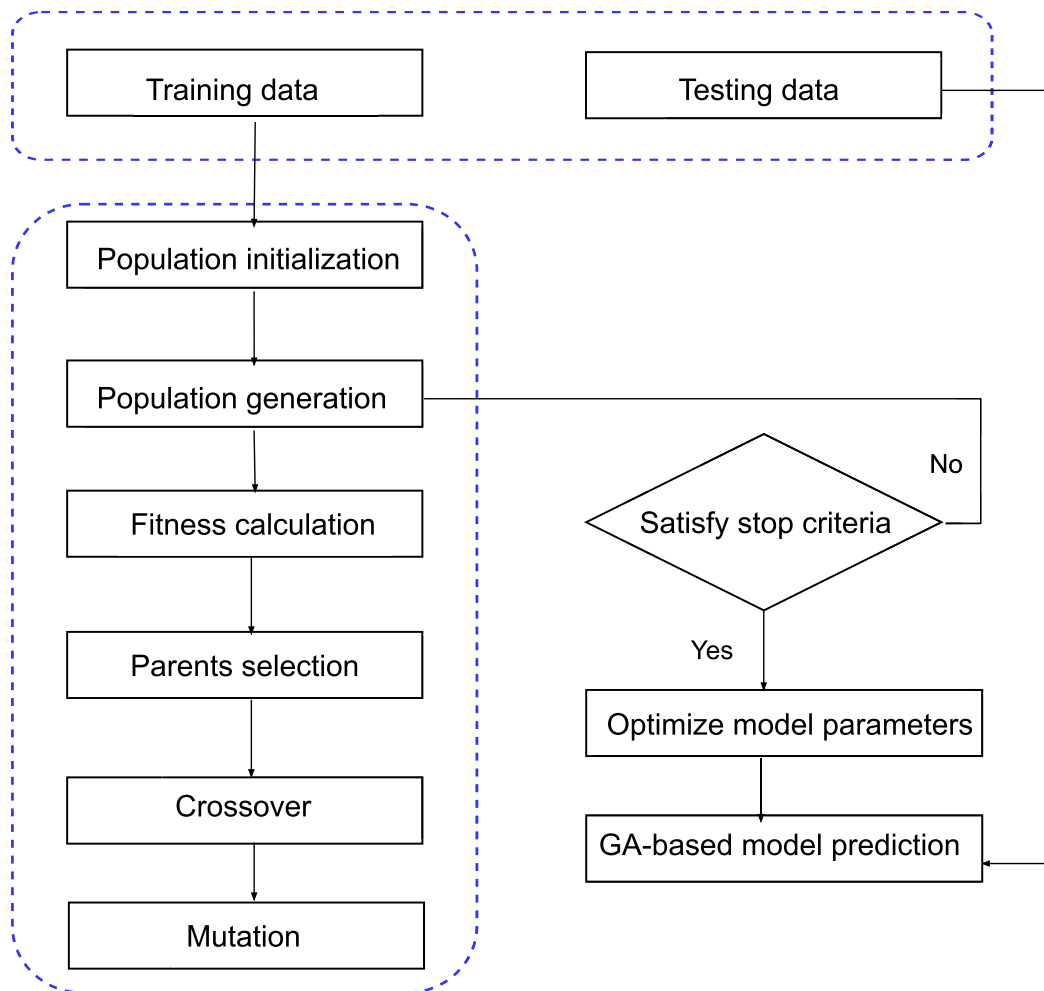 Training data
Testing data
Population initialization
Population generation
No
Fitness calculation
Satisfy stop criteria
Yes
Parents selection
Optimize model parameters
Crossover
GA-based model prediction
Mutation